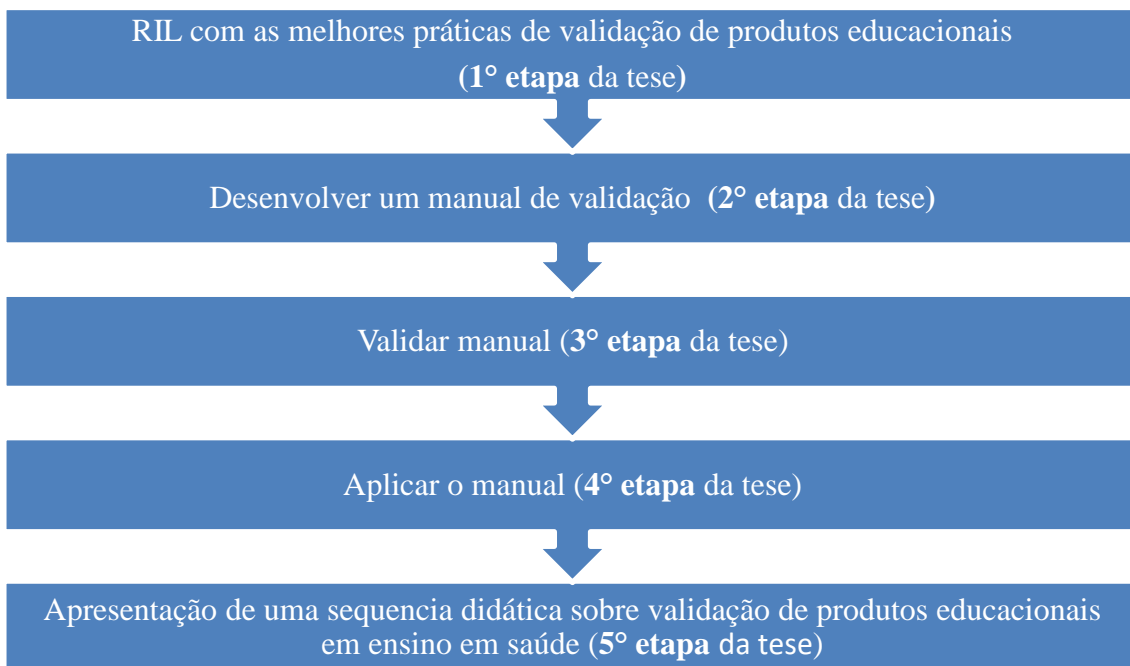 RIL com as melhores práticas de validação de produtos educacionais
(1° etapa da tese)
Desenvolver um manual de validação (2° etapa da tese)
Validar manual (3° etapa da tese)
Aplicar o manual (4° etapa da tese)
Apresentação de uma sequencia didática sobre validação de produtos educacionais
em ensino em saúde (5° etapa da tese)